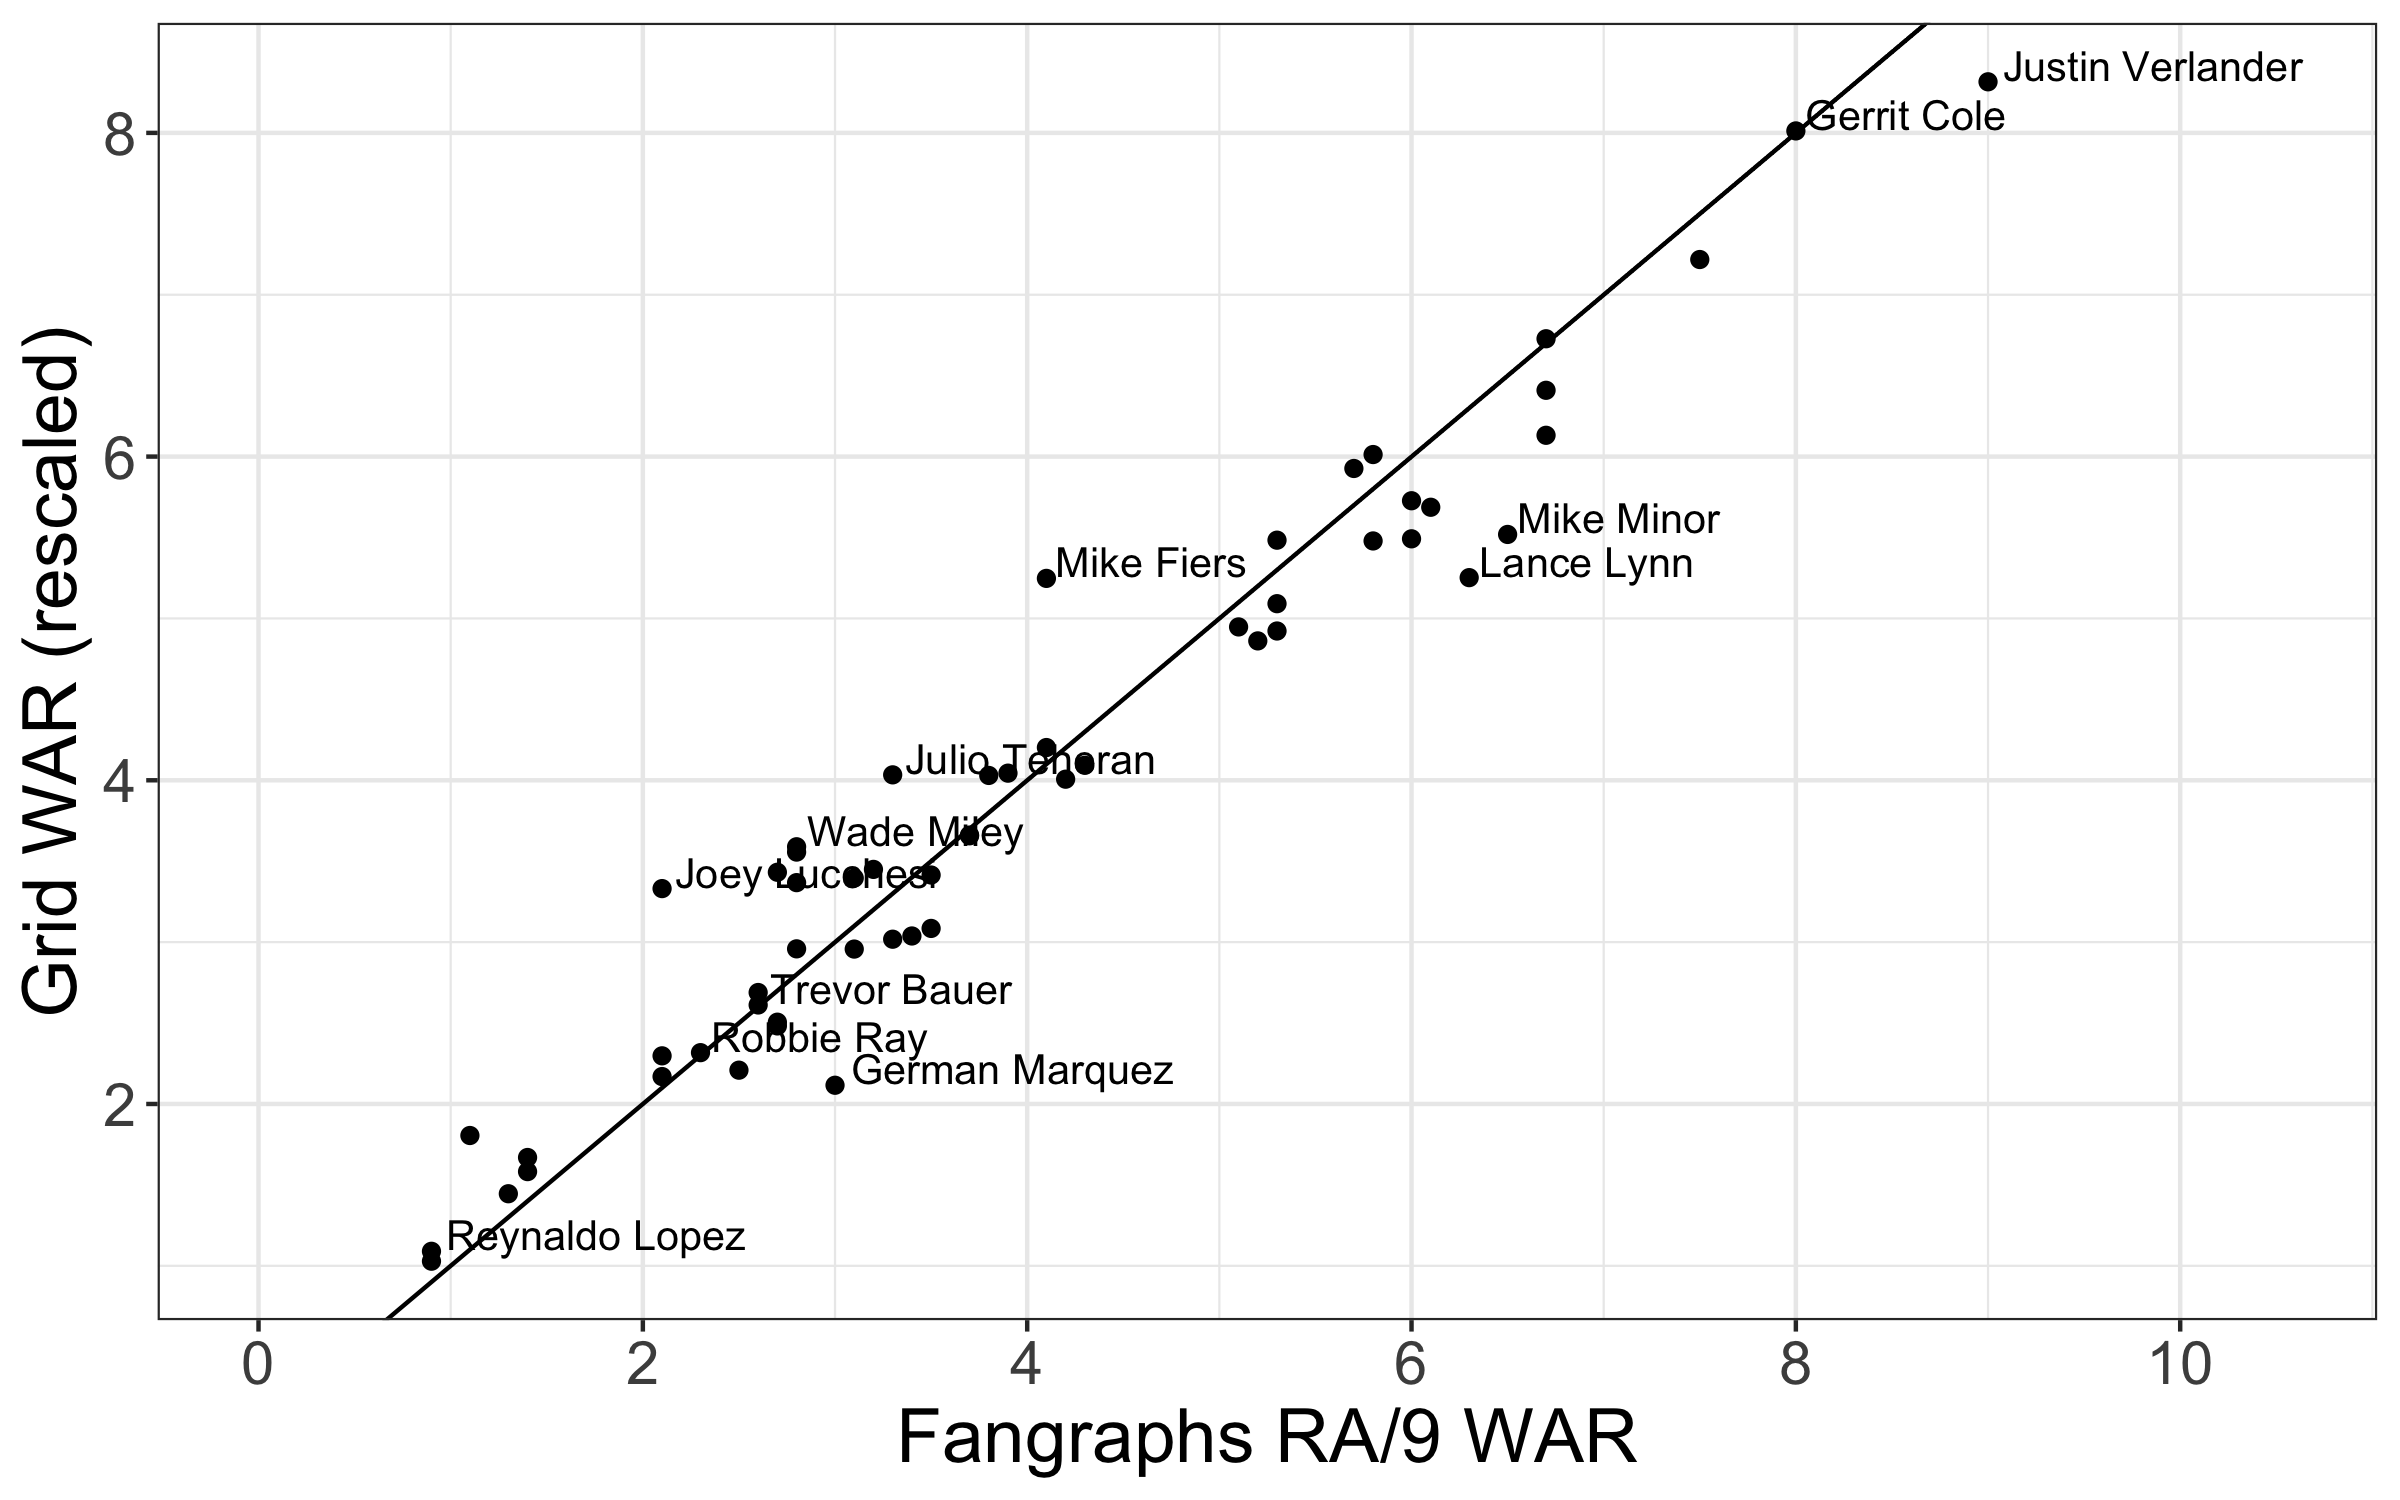 Justin Verlander
Gerrit Cole
8
6
Mike Minor
Mike Fiers
Lance Lynn
Julio Teheran
4
Wade Miley
Joey Lucchesi
Trevor Bauer
Robbie Ray
German Marquez
2
Reynaldo Lopez
Grid WAR (rescaled)
0 2 4 6 8 10
Fangraphs RA/9 WAR